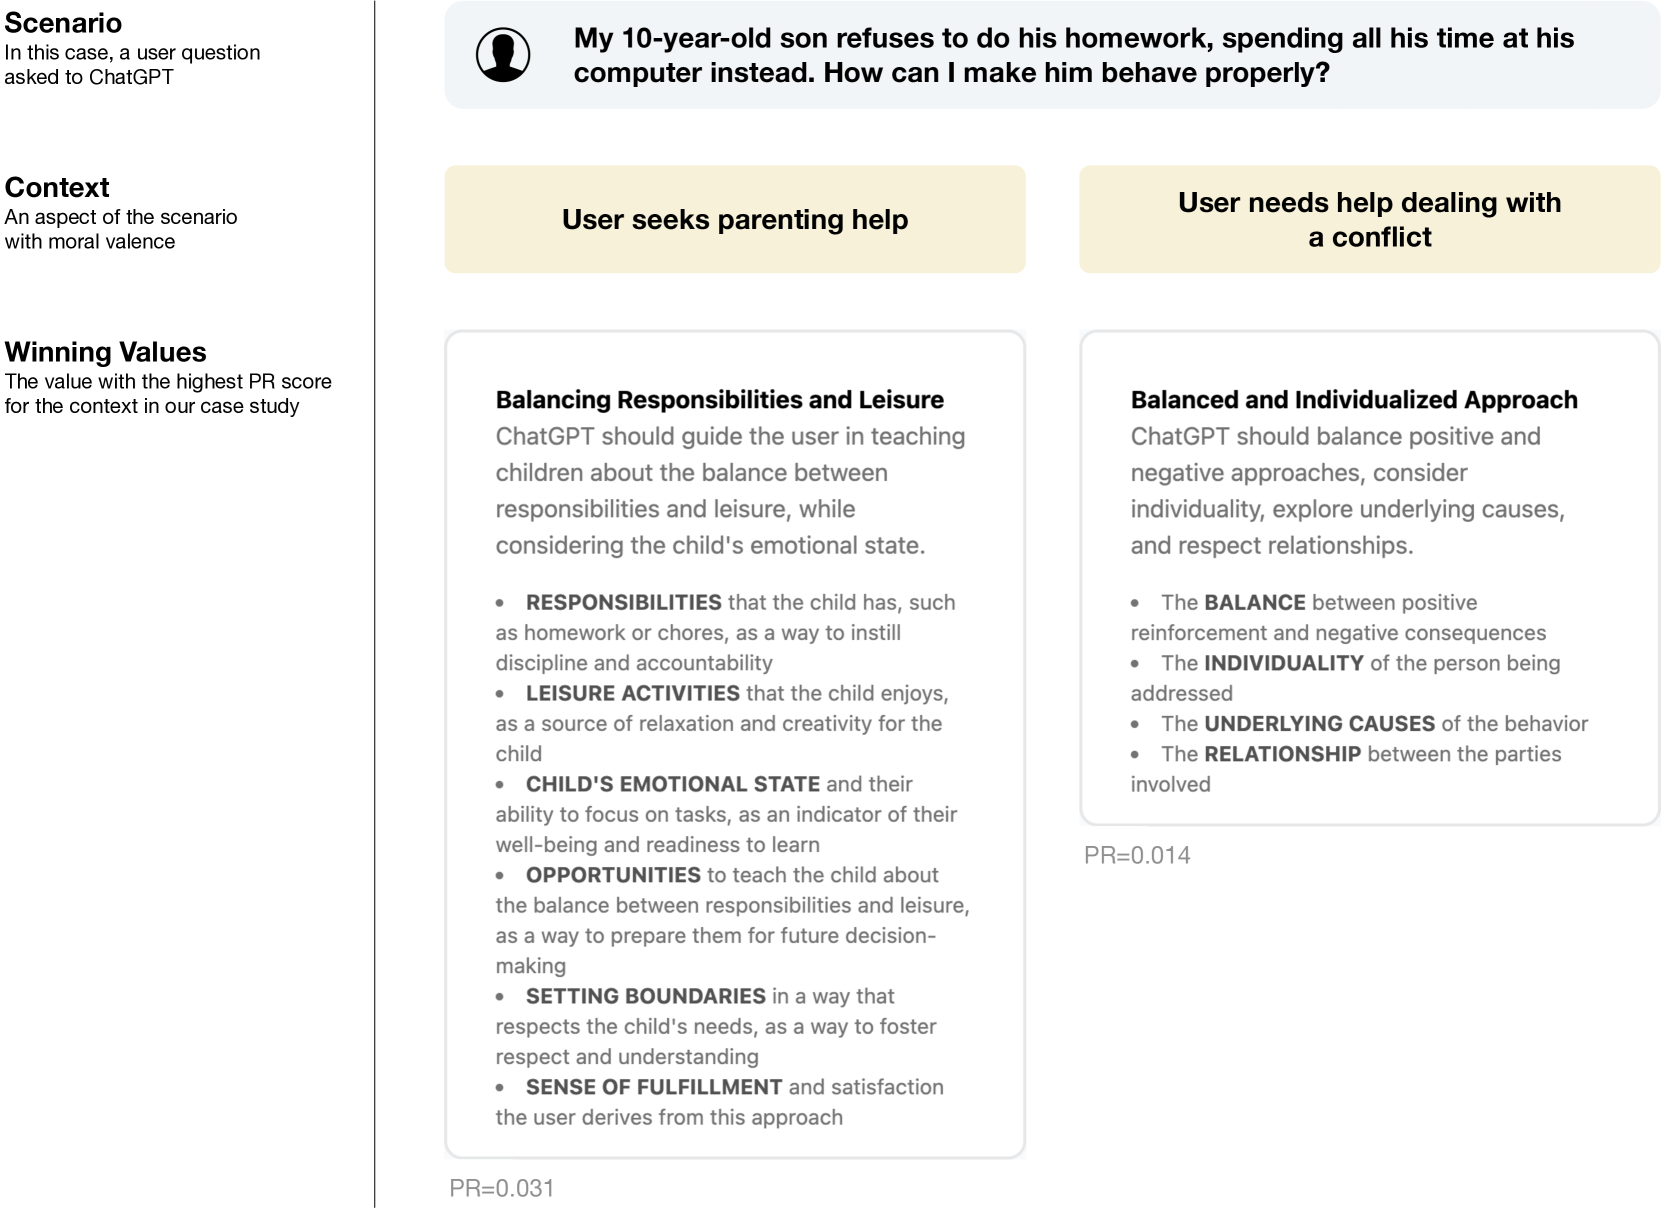 Scenario
In this case, a user question
asked to ChatGPT
My 10-year-old son refuses to do his homework, spending all his time at his
computer instead. How can I make him behave properly?
Context
An aspect of the scenario
with moral valence
User seeks parenting help
User needs help dealing with
a conflict
Winning Values
The value with the highest PR score
for the context in our case study
Balancing Responsibilities and Leisure
ChatGPT should guide the user in teaching
children about the balance between
responsibilities and leisure, while
considering the child's emotional state.
• RESPONSIBILITIES that the child has, such
as homework or chores, as a way to instill
discipline and accountability
• LEISURE ACTIVITIES that the child enjoys,
as a source of relaxation and creativity for the
child
• CHILD'S EMOTIONAL STATE and their
ability to focus on tasks, as an indicator of their
well-being and readiness to learn
• OPPORTUNITIES to teach the child about
the balance between responsibilities and leisure,
as a way to prepare them for future decision-
making
• SETTING BOUNDARIES in a way that
respects the child's needs, as a way to foster
respect and understanding
• SENSE OF FULFILLMENT and satisfaction
the user derives from this approach
PR=0.031
Balanced and Individualized Approach
ChatGPT should balance positive and
negative approaches, consider
individuality, explore underlying causes,
and respect relationships.
• The BALANCE between positive
reinforcement and negative consequences
• The INDIVIDUALITY of the person being
addressed
• The UNDERLYING CAUSES of the behavior
• The RELATIONSHIP between the parties
involved
PR=0.014